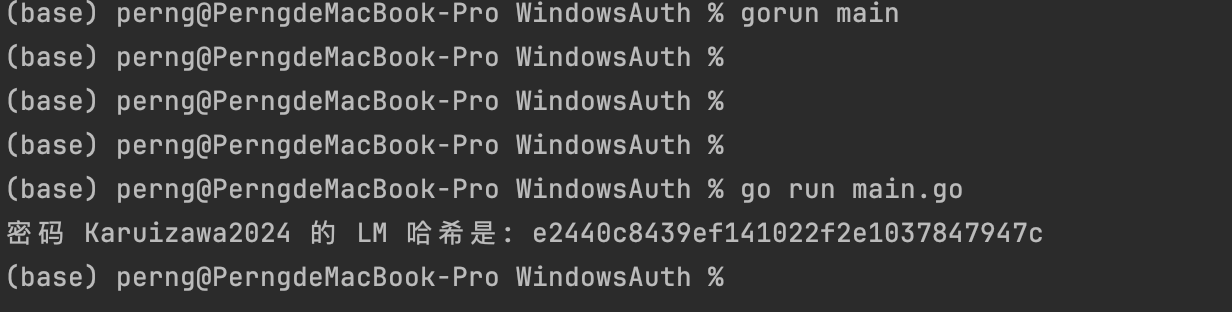 (base) perng@PerngdeMacBook-Pro WindowsAuth % gorun main
(base) perng@PerngdeMacBook-Pro WindowsAuth %
(base) perng@PerngdeMacBook-Pro WindowsAuth %
(base) perng@PerngdeMacBook-Pro WindowsAuth %
(base) perng@PerngdeMacBook-Pro WindowsAuth % go run main.go
密码 Karuizawa2024 的 LM 哈希是: e2440c8439ef141022f2e1037847947c
(base) perng@PerngdeMacBook-Pro WindowsAuth %